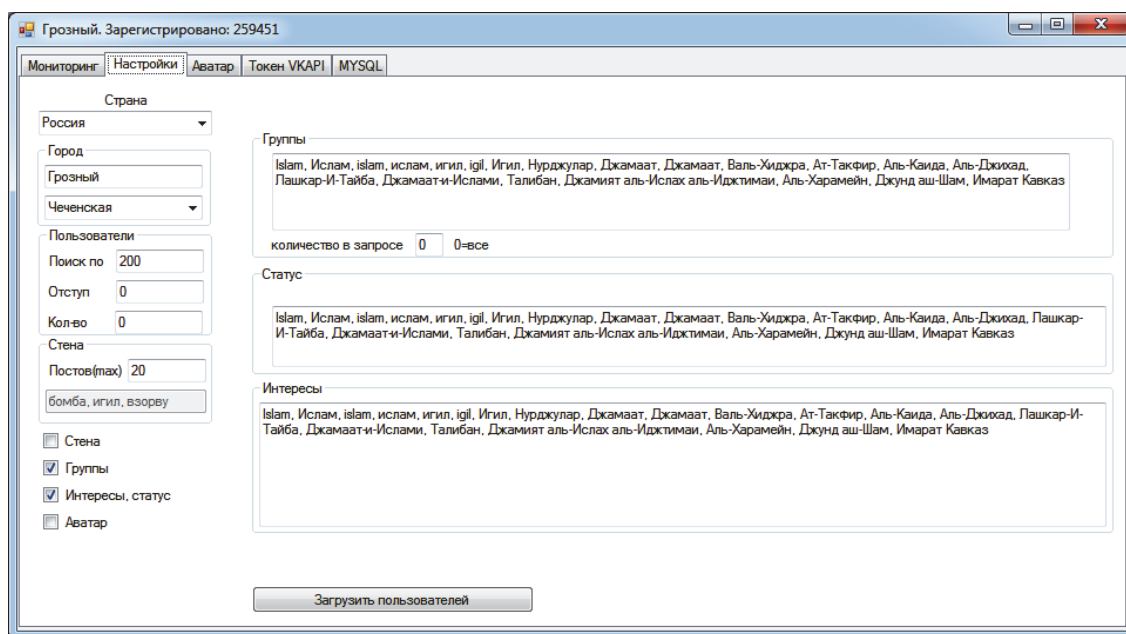 Грозный. Зарегистрировано: 259451
Мониторинг Настройки Аватар Токен VKAPI MYSQL
Страна
Россия
Город
Грозный
Чеченская
Пользователи
Поиск по 200
Отступ 0
Кол-во 0
Стена
Постов(max) 20
бомба, игил, взорву
Стена
Группы
Интересы, статус
Аватар
Группы
Islam, Ислам, islam, ислам, игил, igil, Игил, Нурджулар, Джамаат, Джамаат, Валь-Хиджра, Ат-Такфир, Аль-Каида, Аль-Джихад,
Лашкар-И-Тайба, Джамаат-и-Ислами, Талибан, Джамият аль-Ислах аль-Иджтимаи, Аль-Харамейн, Джунд аш-Шам, Имарат Кавказ
количество в запросе 0 0=все
Статус
Islam, Ислам, islam, ислам, игил, igil, Игил, Нурджулар, Джамаат, Джамаат, Валь-Хиджра, Ат-Такфир, Аль-Каида, Аль-Джихад, Лашкар-
И-Тайба, Джамаат-и-Ислами, Талибан, Джамият аль-Ислах аль-Иджтимаи, Аль-Харамейн, Джунд аш-Шам, Имарат Кавказ
Интересы
Islam, Ислам, islam, ислам, игил, igil, Игил, Нурджулар, Джамаат, Джамаат, Валь-Хиджра, Ат-Такфир, Аль-Каида, Аль-Джихад, Лашкар-И-
Тайба, Джамаат-и-Ислами, Талибан, Джамият аль-Ислах аль-Иджтимаи, Аль-Харамейн, Джунд аш-Шам, Имарат Кавказ
Загрузить пользователей